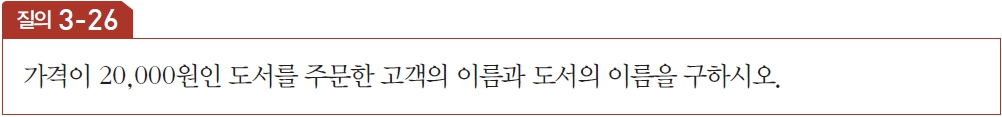 질의 3-26
가격이 20,000원인 도서를 주문한 고객의 이름과 도서의 이름을 구하시오.